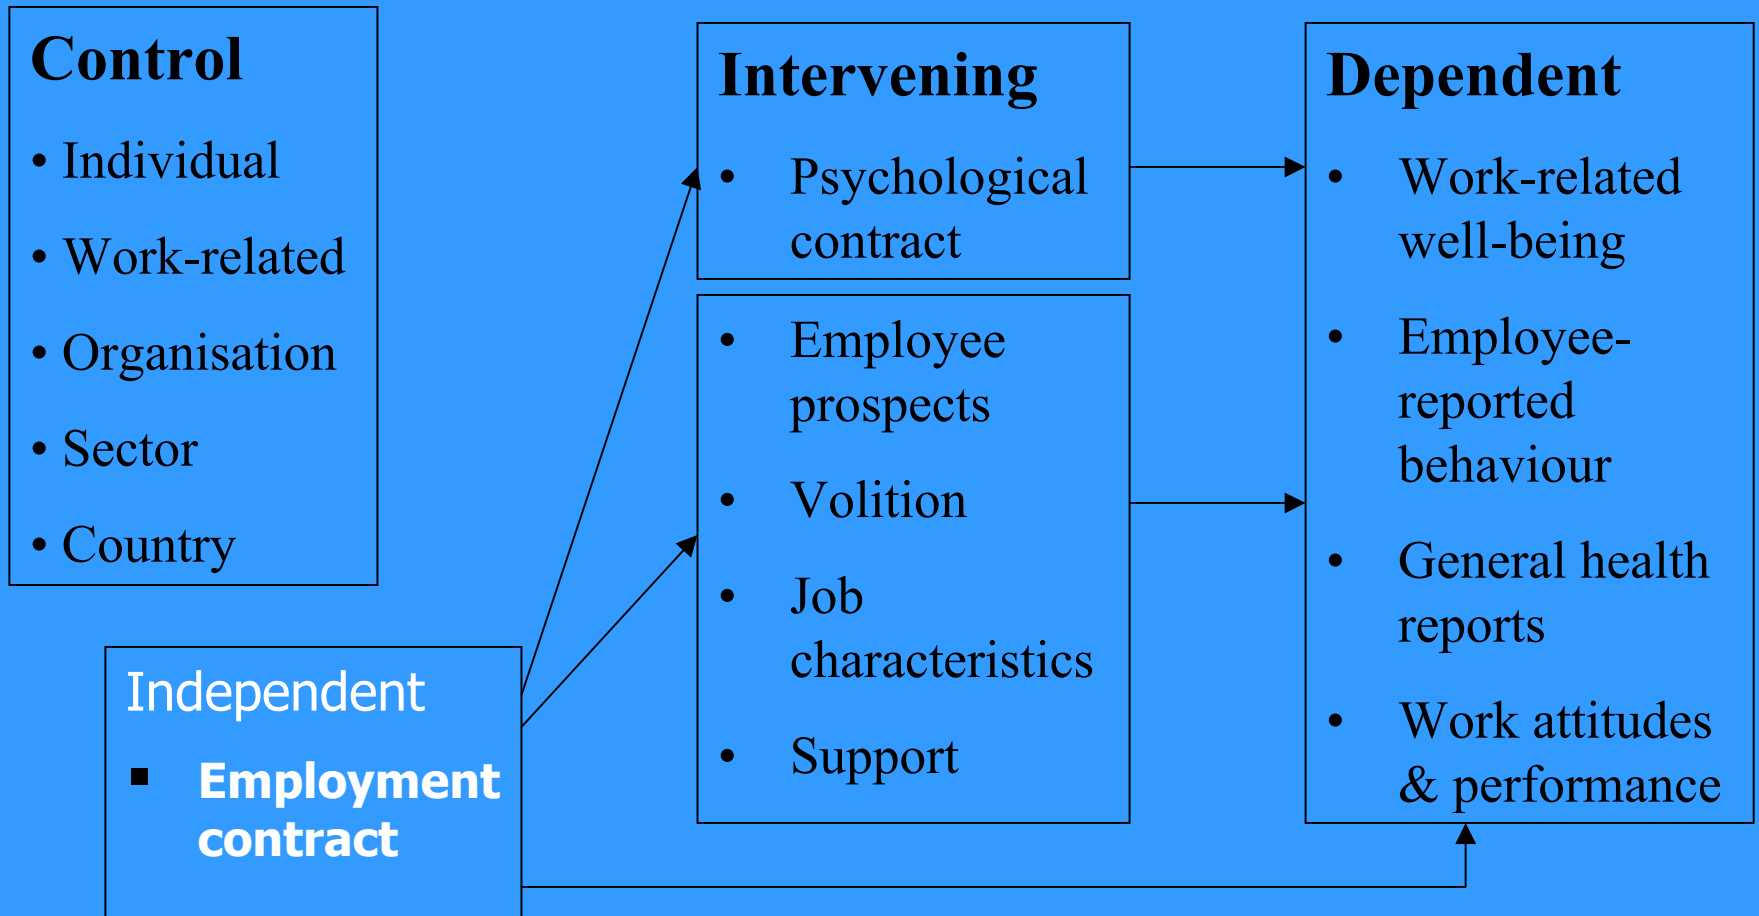 Control
• Individual
• Work-related
• Organisation
• Sector
• Country
Independent
▪ Employment
contract
Intervening
• Psychological
contract
• Employee
prospects
• Volition
• Job
characteristics
• Support
Dependent
• Work-related
well-being
• Employee-
reported
behaviour
• General health
reports
• Work attitudes
& performance